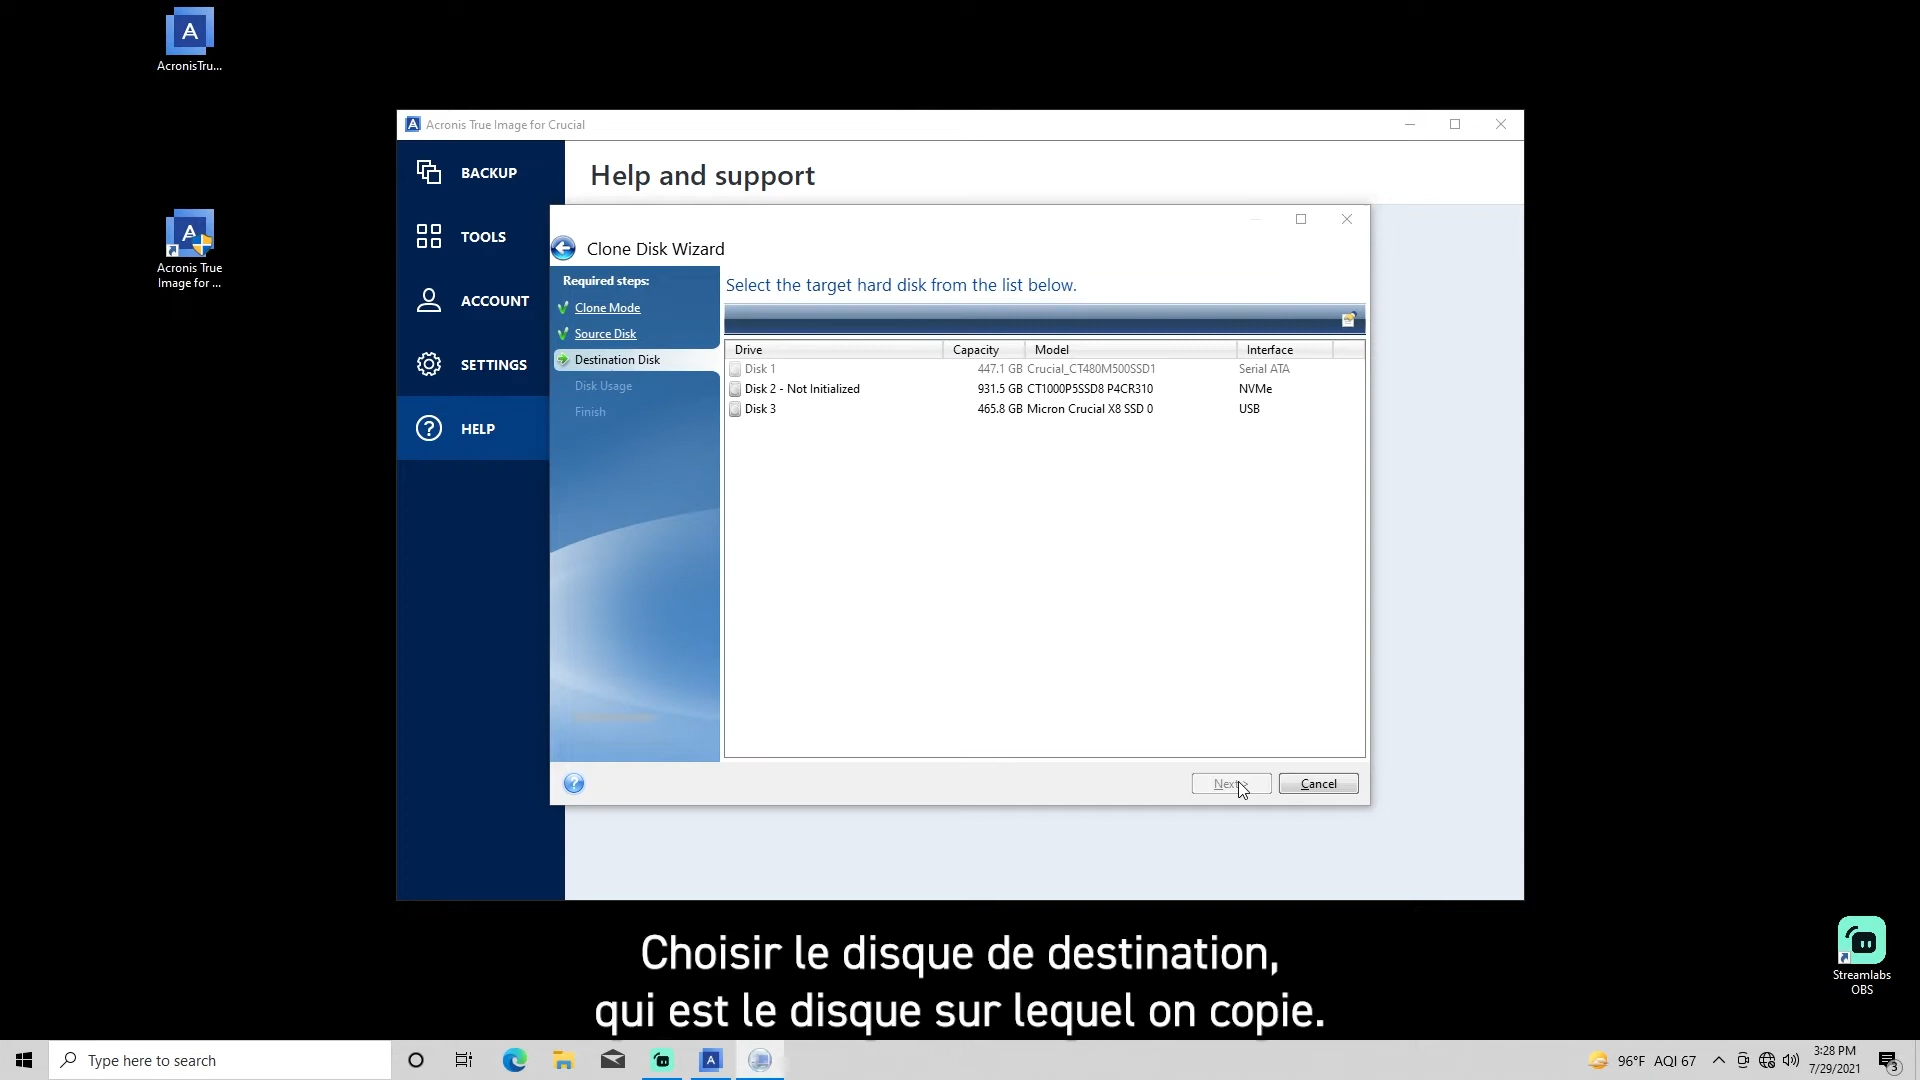 AcronisTru...
Acronis True Image for Crucial
BACKUP
Help and support
Acronis True
Image for ...
TOOLS
Clone Disk Wizard
Required steps:
Select the target hard disk from the list below.
ACCOUNT
Clone Mode
Source Disk
Destination Disk
Disk Usage
Finish
Drive Capacity Model Interface
Disk 1 447.1 GB Crucial_CT480M500SSD1 Serial ATA
Disk 2 - Not Initialized 931.5 GB CT1000P5SSD8 P4CR310 NVMe
Disk 3 465.8 GB Micron Crucial X8 SSD 0 USB
SETTINGS
HELP
Next > Cancel
Choisir le disque de destination,
qui est le disque sur lequel on copie.
Streamlabs
OBS
Type here to search
96°F AQI 67
3:28 PM
7/29/2021
3